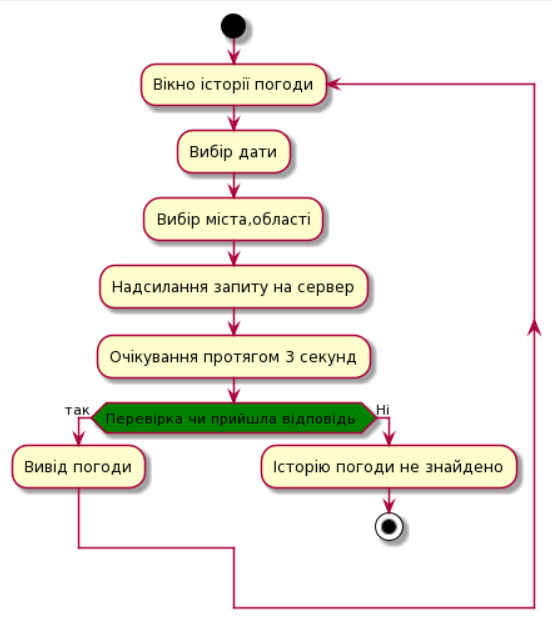 Вікно історії погоди
Вибір дати
Вибір міста,області
Надсилання запиту на сервер
Очікування протягом 3 секунд
так
Перевірка чи прийшла відповідь
Ні
Вивід погоди
Історію погоди не знайдено